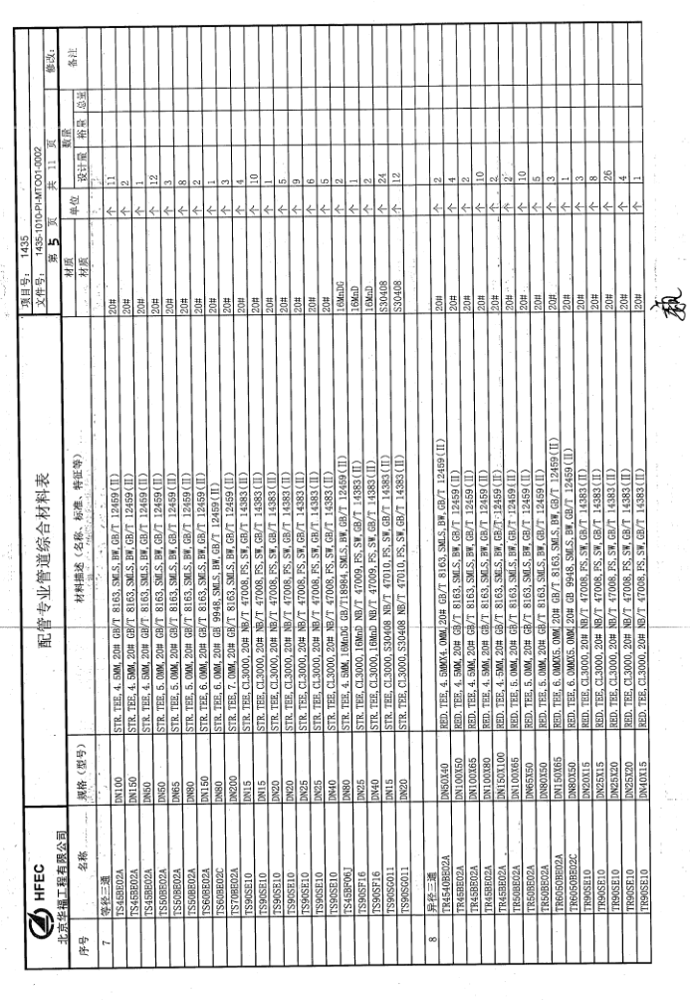 HFEC
北京华福工程有限公司
配管专业管道综合材料表
项目号: 1435
文件号: 1435-1010-PI-MTO01-0002
第 5 页 共 11 页 修改:
序号 名称 规格（型号） 材料描述（名称、标准、特征等） 材质 材质 单位 数量 设计量 裕量 总量 备注
7 等径三通
TS45BE02A DN100 STR. TEE, 4.5MM, 20# GB/T 8163, SMLS, BW, GB/T 12459(II) 20# 个 11
TS45BE02A DN150 STR. TEE, 4.5MM, 20# GB/T 8163, SMLS, BW, GB/T 12459(II) 20# 个 2
TS45BE02A DN50 STR. TEE, 4.5MM, 20# GB/T 8163, SMLS, BW, GB/T 12459(II) 20# 个 1
TS50BE02A DN50 STR. TEE, 5.0MM, 20# GB/T 8163, SMLS, BW, GB/T 12459(II) 20# 个 12
TS50BE02A DN65 STR. TEE, 5.0MM, 20# GB/T 8163, SMLS, BW, GB/T 12459(II) 20# 个 3
TS50BE02A DN80 STR. TEE, 5.0MM, 20# GB/T 8163, SMLS, BW, GB/T 12459(II) 20# 个 8
TS60BE02A DN150 STR. TEE, 6.0MM, 20# GB/T 8163, SMLS, BW, GB/T 12459(II) 20# 个 2
TS60BE02C DN80 STR. TEE, 6.0MM, 20# GB 9948, SMLS, BW, GB/T 12459(II) 20# 个 1
TS70BE02A DN200 STR. TEE, 7.0MM, 20# GB/T 8163, SMLS, BW, GB/T 12459(II) 20# 个 3
TS90SE10 DN15 STR. TEE, CL3000, 20# NB/T 47008, FS, SW, GB/T 14383(II) 20# 个 4
TS90SE10 DN15 STR. TEE, CL3000, 20# NB/T 47008, FS, SW, GB/T 14383(II) 20# 个 10
TS90SE10 DN20 STR. TEE, CL3000, 20# NB/T 47008, FS, SW, GB/T 14383(II) 20# 个 1
TS90SE10 DN20 STR. TEE, CL3000, 20# NB/T 47008, FS, SW, GB/T 14383(II) 20# 个 5
TS90SE10 DN25 STR. TEE, CL3000, 20# NB/T 47008, FS, SW, GB/T 14383(II) 20# 个 9
TS90SE10 DN25 STR. TEE, CL3000, 20# NB/T 47008, FS, SW, GB/T 14383(II) 20# 个 6
TS90SE10 DN40 STR. TEE, CL3000, 20# NB/T 47008, FS, SW, GB/T 14383(II) 20# 个 5
TS45BF06J DN80 STR. TEE, 4.5MM, 16MnDG GB/T18984, SMLS, BW, GB/T 12459(II) 16MnDG 个 2
TS90SF16 DN25 STR. TEE, CL3000, 16MnD NB/T 47009, FS, SW, GB/T 14383(II) 16MnD 个 1
TS90SF16 DN40 STR. TEE, CL3000, 16MnD NB/T 47009, FS, SW, GB/T 14383(II) 16MnD 个 2
TS90SG011 DN15 STR. TEE, CL3000, S30408 NB/T 47010, FS, SW, GB/T 14383(II) S30408 个 24
TS90SG011 DN20 STR. TEE, CL3000, S30408 NB/T 47010, FS, SW, GB/T 14383(II) S30408 个 12
8 异径三通
TR4540BE02A DN50X40 RED. TEE, 4.5MMX4.0MM, 20# GB/T 8163, SMLS, BW, GB/T 12459(II) 20# 个 2
TR45BE02A DN100X50 RED. TEE, 4.5MM, 20# GB/T 8163, SMLS, BW, GB/T 12459(II) 20# 个 4
TR45BE02A DN100X65 RED. TEE, 4.5MM, 20# GB/T 8163, SMLS, BW, GB/T 12459(II) 20# 个 2
TR45BE02A DN100X80 RED. TEE, 4.5MM, 20# GB/T 8163, SMLS, BW, GB/T 12459(II) 20# 个 10
TR45BE02A DN150X100 RED. TEE, 4.5MM, 20# GB/T 8163, SMLS, BW, GB/T 12459(II) 20# 个 2
TR50BE02A DN100X65 RED. TEE, 5.0MM, 20# GB/T 8163, SMLS, BW, GB/T 12459(II) 20# 个 2
TR50BE02A DN65X50 RED. TEE, 5.0MM, 20# GB/T 8163, SMLS, BW, GB/T 12459(II) 20# 个 10
TR50BE02A DN80X50 RED. TEE, 5.0MM, 20# GB/T 8163, SMLS, BW, GB/T 12459(II) 20# 个 5
TR6050BE02A DN150X65 RED. TEE, 6.0MMX5.0MM, 20# GB/T 8163, SMLS, BW, GB/T 12459(II) 20# 个 3
TR6050BE02C DN80X50 RED. TEE, 6.0MMX5.0MM, 20# GB 9948, SMLS, BW, GB/T 12459(II) 20# 个 1
TR90SE10 DN20X15 RED. TEE, CL3000, 20# NB/T 47008, FS, SW, GB/T 14383(II) 20# 个 3
TR90SE10 DN25X15 RED. TEE, CL3000, 20# NB/T 47008, FS, SW, GB/T 14383(II) 20# 个 8
TR90SE10 DN25X20 RED. TEE, CL3000, 20# NB/T 47008, FS, SW, GB/T 14383(II) 20# 个 26
TR90SE10 DN25X20 RED. TEE, CL3000, 20# NB/T 47008, FS, SW, GB/T 14383(II) 20# 个 4
TR90SE10 DN40X15 RED. TEE, CL3000, 20# NB/T 47008, FS, SW, GB/T 14383(II) 20# 个 1